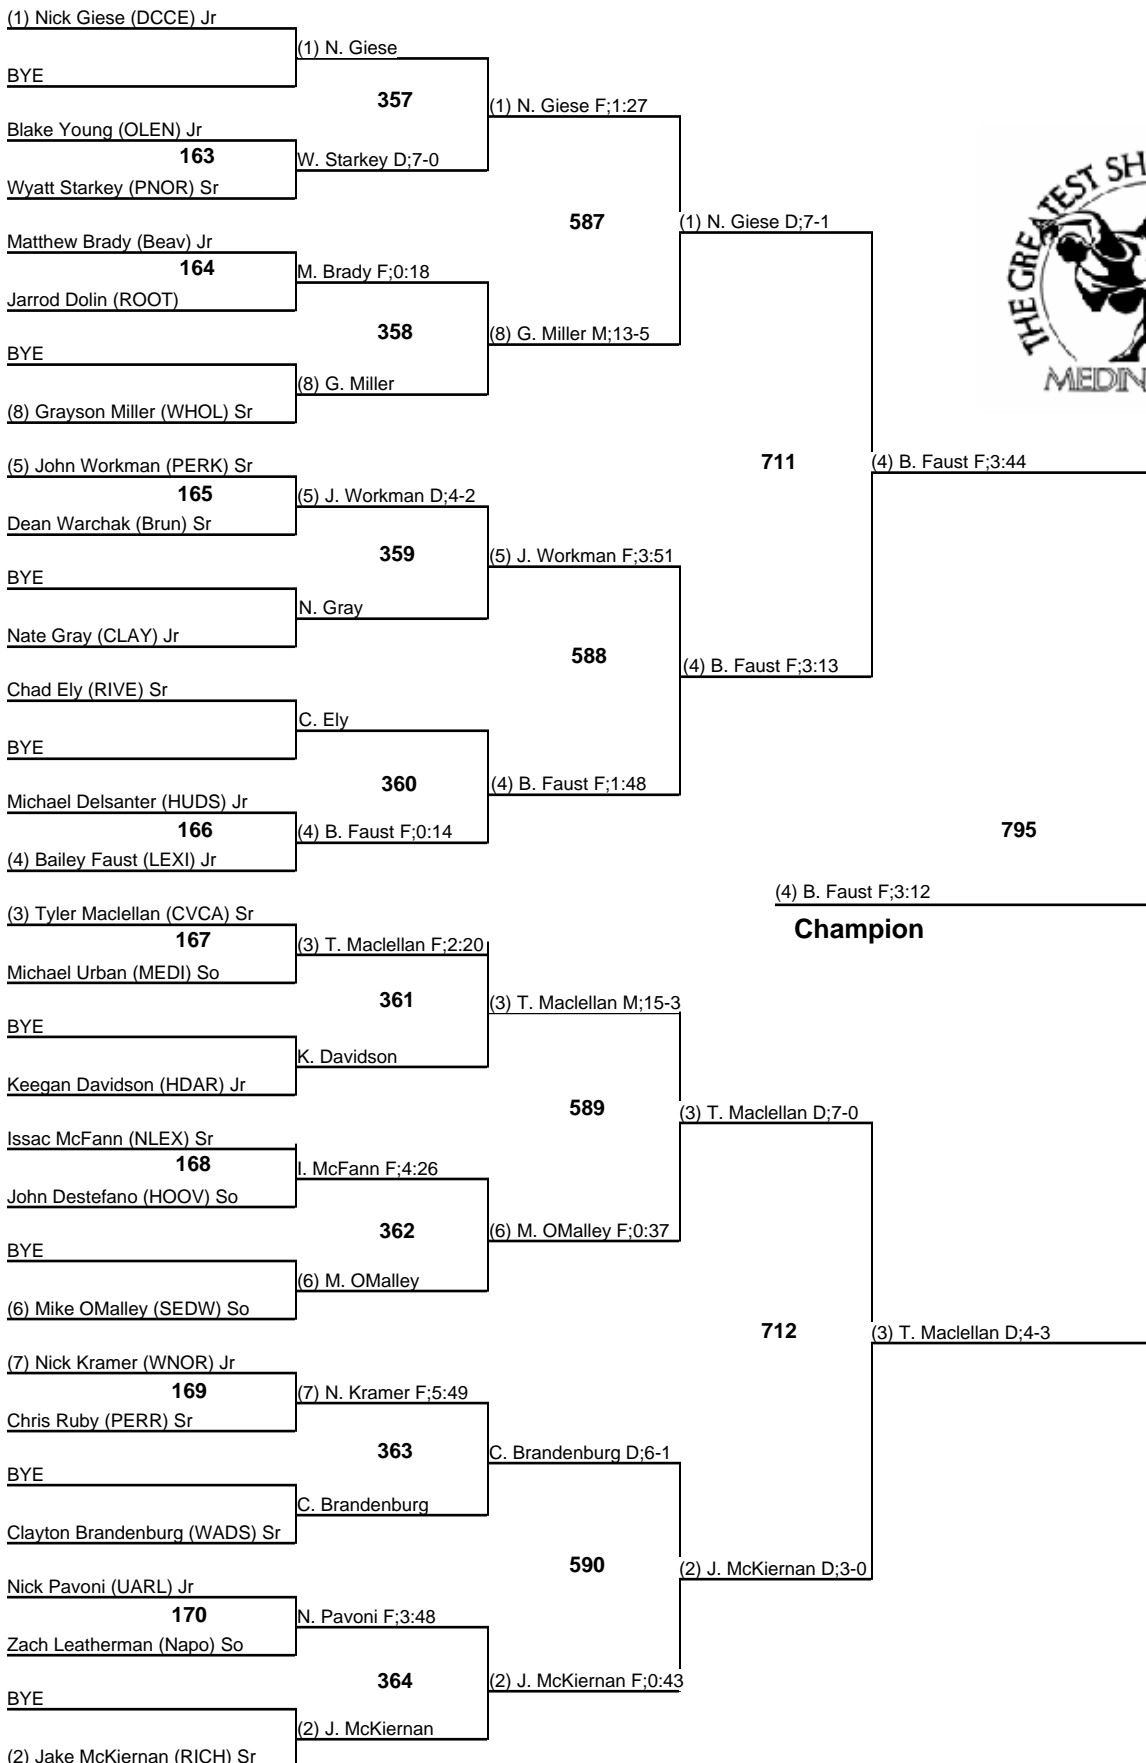 (1) Nick Giese (DCCE) Jr
(1) N. Giese
BYE
357
(1) N. Giese F;1:27
Blake Young (OLEN) Jr
163
W. Starkey D;7-0
Wyatt Starkey (PNOR) Sr
587
(1) N. Giese D;7-1
Matthew Brady (Beav) Jr
164
M. Brady F;0:18
Jarrod Dolin (ROOT)
358
(8) G. Miller M;13-5
BYE
(8) G. Miller
(8) Grayson Miller (WHOL) Sr
THE GREATEST SH
MEDIN
711
(4) B. Faust F;3:44
(5) John Workman (PERK) Sr
165
(5) J. Workman D;4-2
Dean Warchak (Brun) Sr
359
(5) J. Workman F;3:51
BYE
N. Gray
Nate Gray (CLAY) Jr
588
(4) B. Faust F;3:13
Chad Ely (RIVE) Sr
C. Ely
BYE
360
(4) B. Faust F;1:48
Michael Delsanter (HUDS) Jr
166
(4) B. Faust F;0:14
(4) Bailey Faust (LEXI) Jr
795
(4) B. Faust F;3:12
Champion
(3) Tyler Maclellan (CVCA) Sr
167
(3) T. Maclellan F;2:20
Michael Urban (MEDI) So
361
(3) T. Maclellan M;15-3
BYE
K. Davidson
Keegan Davidson (HDAR) Jr
589
(3) T. Maclellan D;7-0
Issac McFann (NLEX) Sr
168
I. McFann F;4:26
John Destefano (HOOV) So
362
(6) M. OMalley F;0:37
BYE
(6) M. OMalley
(6) Mike OMalley (SEDW) So
712
(3) T. Maclellan D;4-3
(7) Nick Kramer (WNOR) Jr
169
(7) N. Kramer F;5:49
Chris Ruby (PERR) Sr
363
C. Brandenburg D;6-1
BYE
C. Brandenburg
Clayton Brandenburg (WADS) Sr
590
(2) J. McKiernan D;3-0
Nick Pavoni (UARL) Jr
170
N. Pavoni F;3:48
Zach Leatherman (Napo) So
364
(2) J. McKiernan F;0:43
BYE
(2) J. McKiernan
(2) Jake McKiernan (RICH) Sr